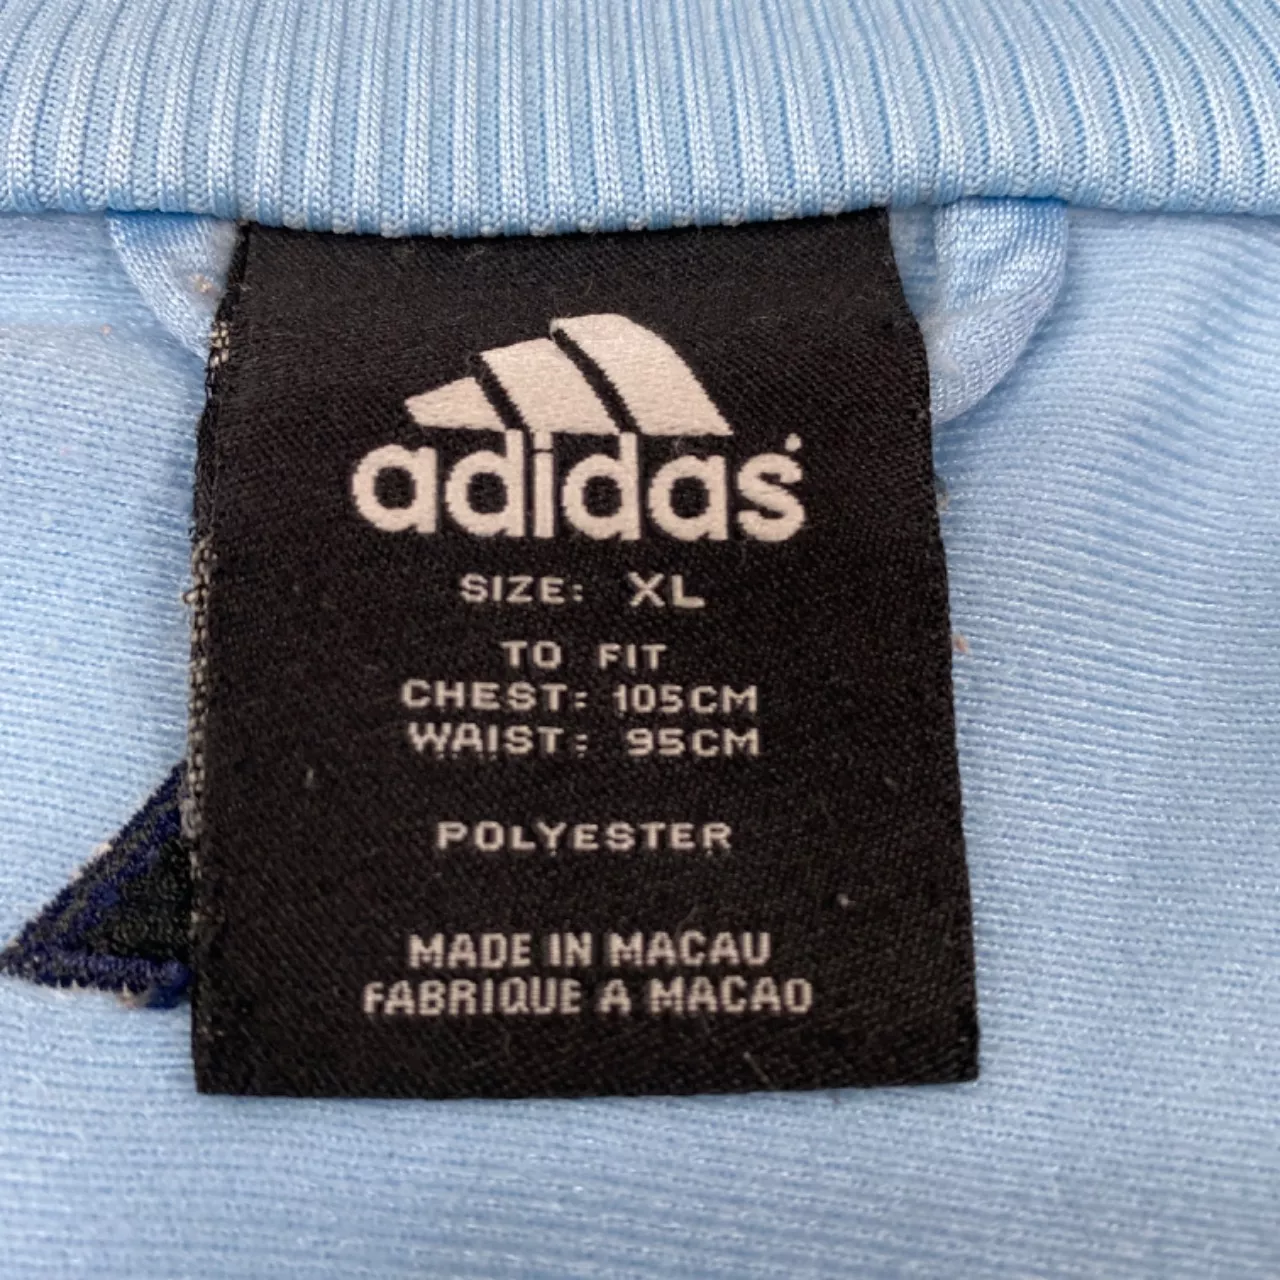 adidas
SIZE: XL
TO FIT
CHEST: 105CM
WAIST: 95CM
POLYESTER
MADE IN MACAU
FABRIQUE A MACAO